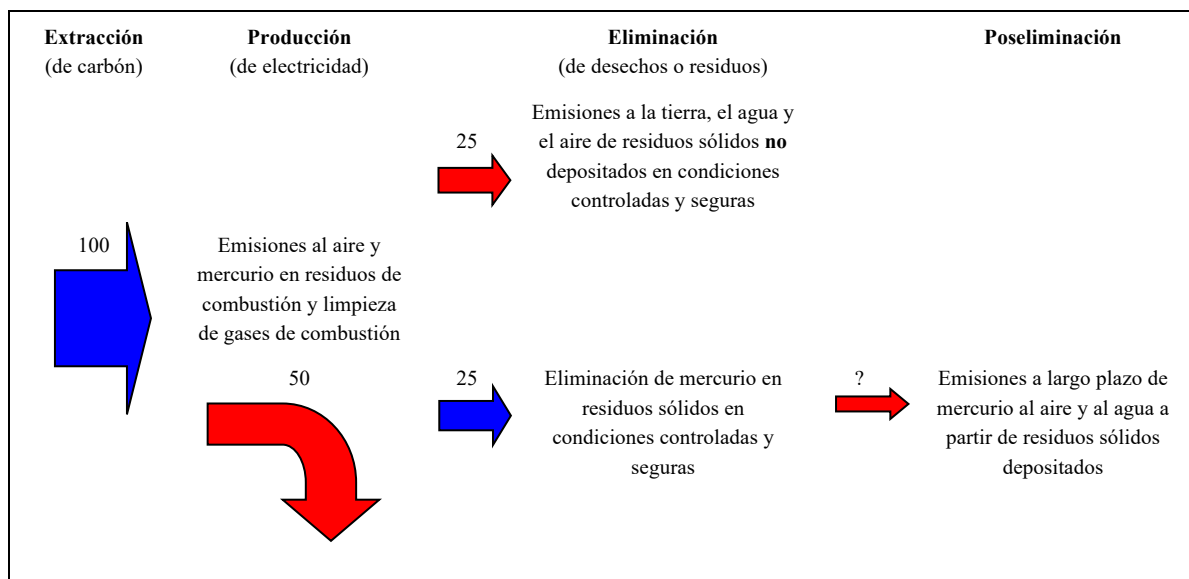 Extracción
(de carbón)
Producción
(de electricidad)
Eliminación
(de desechos o residuos)
Poseliminación
25
Emisiones a la tierra, el agua y
el aire de residuos sólidos no
depositados en condiciones
controladas y seguras
100
Emisiones al aire y
mercurio en residuos de
combustión y limpieza
de gases de combustión
50
25
Eliminación de mercurio en
residuos sólidos en
condiciones controladas y
seguras
?
Emisiones a largo plazo de
mercurio al aire y al agua a
partir de residuos sólidos
depositados